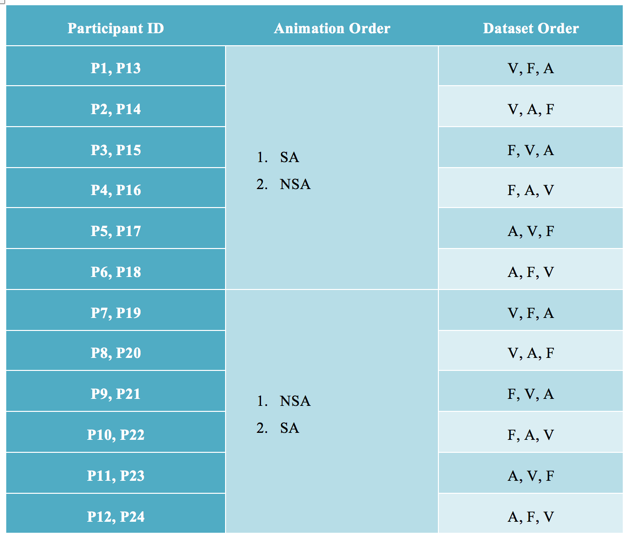 Participant ID Animation Order Dataset Order
P1, P13 V, F, A
P2, P14 V, A, F
P3, P15 F, V, A
1. SA
2. NSA
P4, P16 F, A, V
P5, P17 A, V, F
P6, P18 A, F, V
P7, P19 V, F, A
P8, P20 V, A, F
P9, P21 F, V, A
1. NSA
2. SA
P10, P22 F, A, V
P11, P23 A, V, F
P12, P24 A, F, V